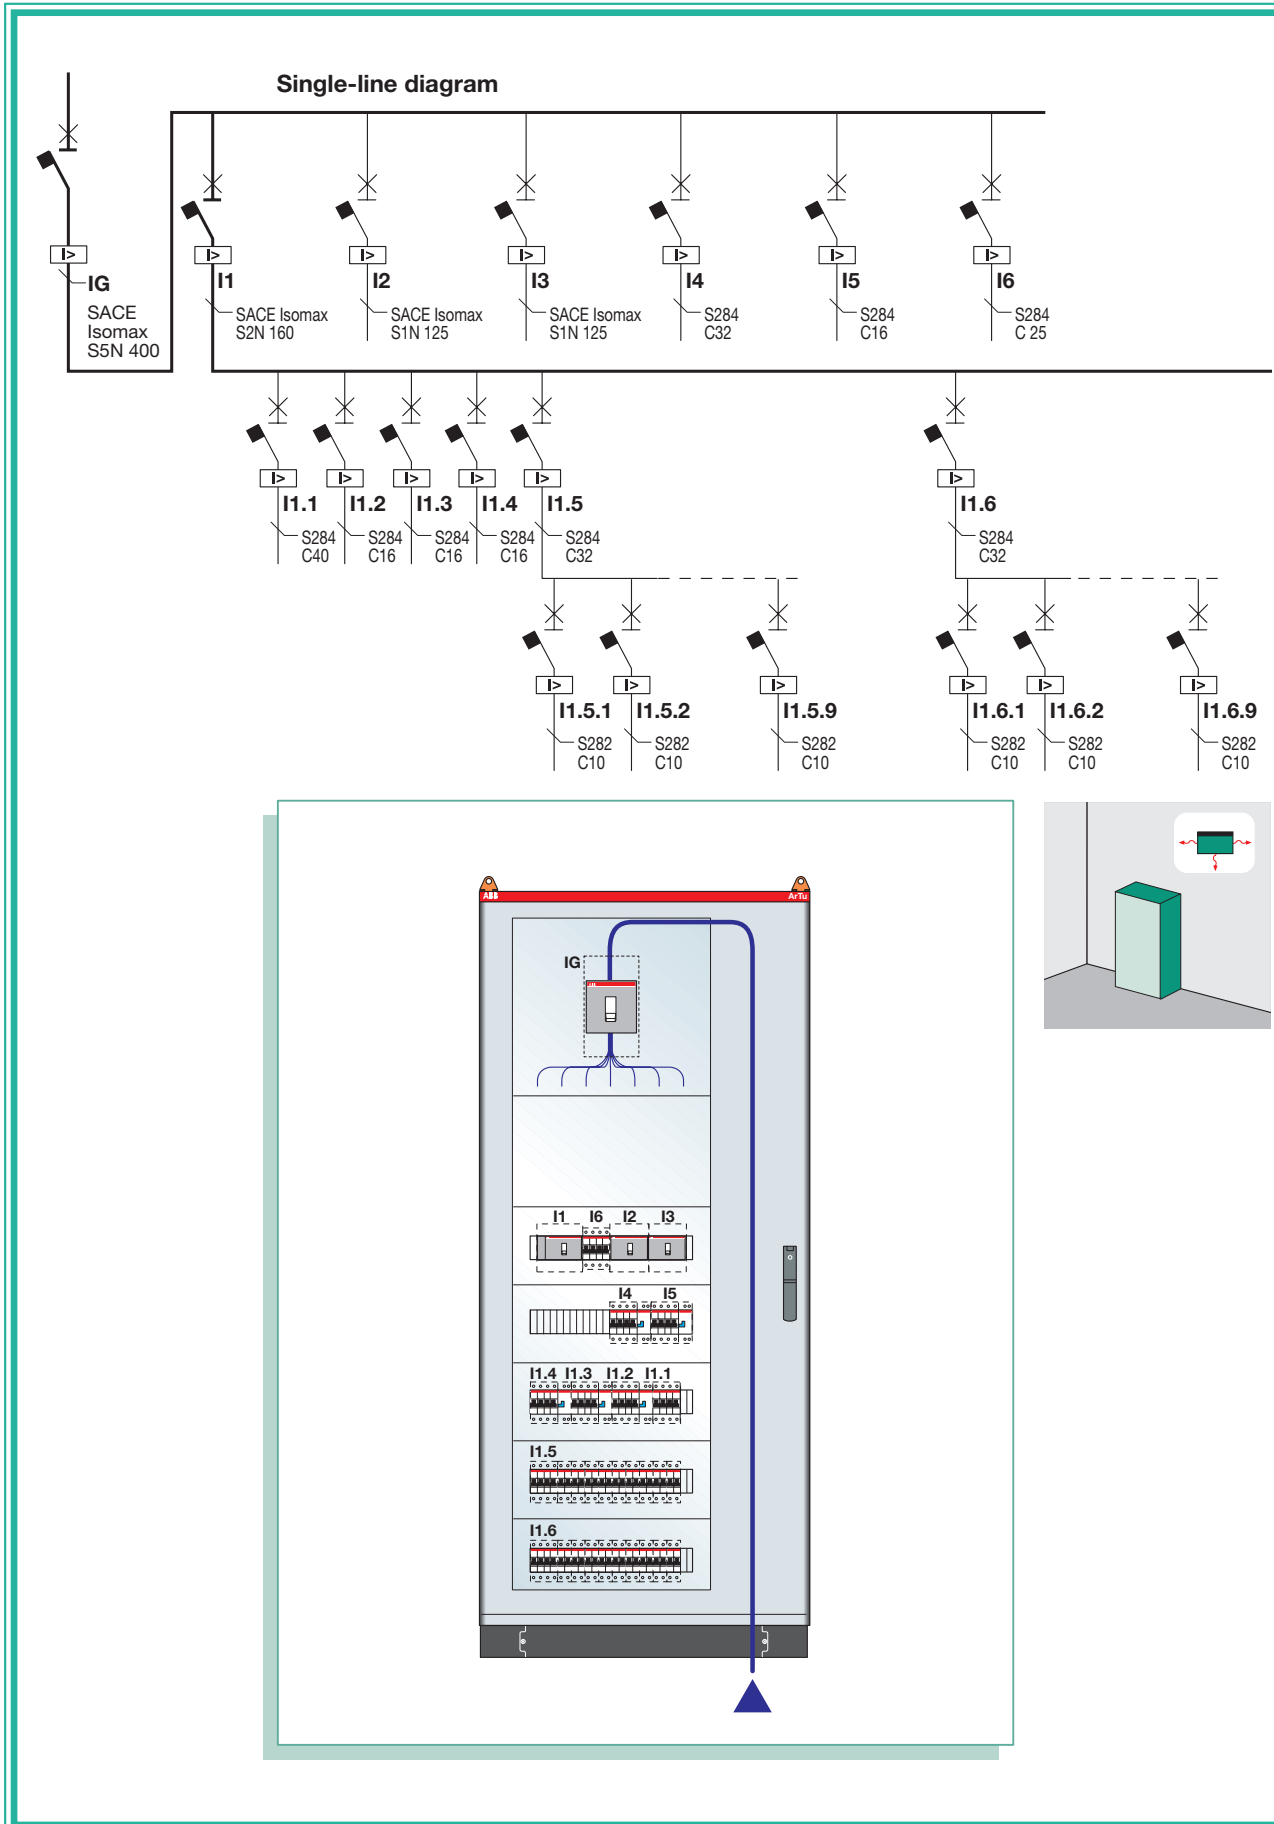 Single-line diagram
I>
I>
I>
I>
I>
I>
I>
IG
I1
I2
I3
I4
I5
I6
SACE
Isomax
S5N 400
SACE Isomax
S2N 160
SACE Isomax
S1N 125
SACE Isomax
S1N 125
S284
C32
S284
C16
S284
C 25
I>
I>
I>
I>
I>
I>
I1.1
I1.2
I1.3
I1.4
I1.5
I1.6
S284
C40
S284
C16
S284
C16
S284
C16
S284
C32
S284
C32
I>
I>
I>
I>
I>
I>
I1.5.1
I1.5.2
I1.5.9
I1.6.1
I1.6.2
I1.6.9
S282
C10
S282
C10
S282
C10
S282
C10
S282
C10
S282
C10
ABB
ArTu
IG
I1
I6
I2
I3
I4
I5
I1.4
I1.3
I1.2
I1.1
I1.5
I1.6